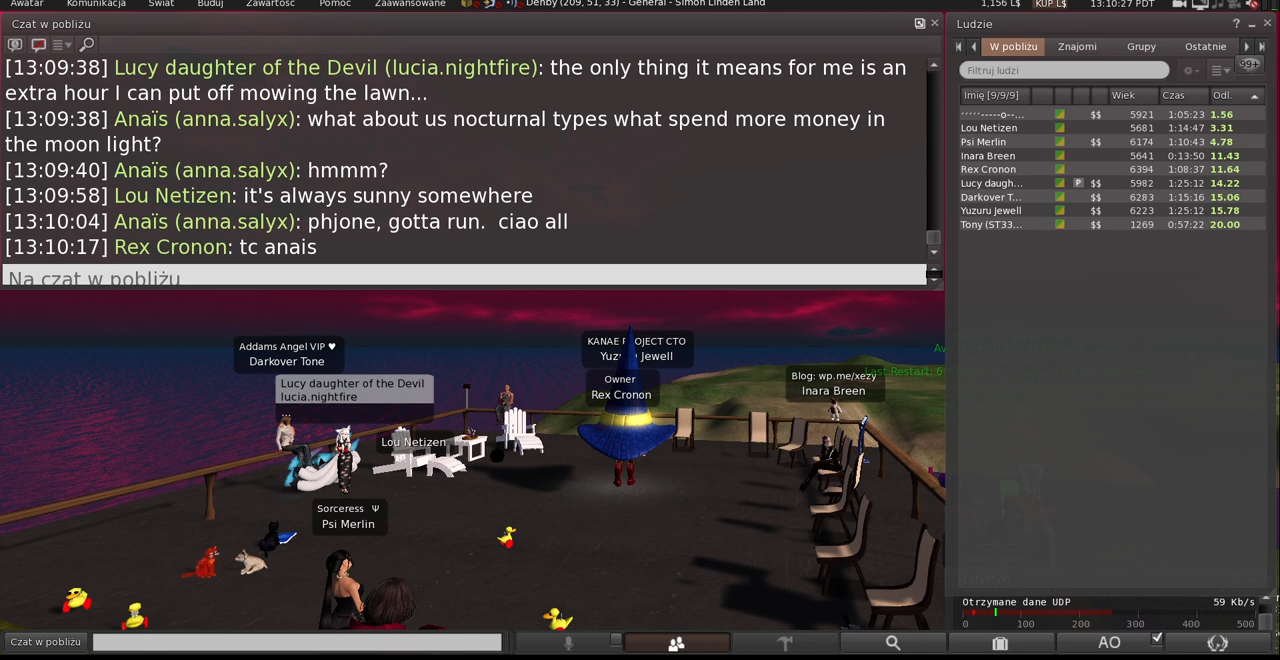 Awatar Komunikacja Świat Buduj Zawartość Pomoc Zaawansowane Denby (209, 51, 33) - General - Simon Linden Land 1,156 L$ KUP L$ 13:10:27 PDT
Czat w pobliżu
[13:09:38] Lucy daughter of the Devil (lucia.nightfire): the only thing it means for me is an
extra hour I can put off mowing the lawn...
[13:09:38] Anaïs (anna.salyx): what about us nocturnal types what spend more money in
the moon light?
[13:09:40] Anaïs (anna.salyx): hmmm?
[13:09:58] Lou Netizen: it's always sunny somewhere
[13:10:04] Anaïs (anna.salyx): phjone, gotta run.  ciao all
[13:10:17] Rex Cronon: tc anais
Na czat w pobliżu
Ludzie
W pobliżu Znajomi Grupy Ostatnie
Filtruj ludzi
99+
Imię [9/9/9] Wiek Czas Odl.
$$ 5921 1:05:23 1.56
Lou Netizen 5681 1:14:47 3.31
Psi Merlin $$ 6174 1:10:43 4.78
Inara Breen 5641 0:13:50 11.43
Rex Cronon 6394 1:08:37 11.64
Lucy daugh... P $$ 5982 1:25:12 14.22
Darkover T... $$ 6283 1:15:16 15.06
Yuzuru Jewell $$ 6223 1:25:12 15.78
Tony (ST33... $$ 1269 0:57:22 20.00
Addams Angel VIP ♥
Darkover Tone
Lucy daughter of the Devil
lucia.nightfire
Lou Netizen
KANAE PROJECT CTO
Yuzuru Jewell
Owner
Rex Cronon
Last Restart: 6
Blog: wp.me/xezy
Inara Breen
Sorceress Ψ
Psi Merlin
Otrzymane dane UDP 59 Kb/s
0 100 200 300 400 500
Czat w pobliżu
AO